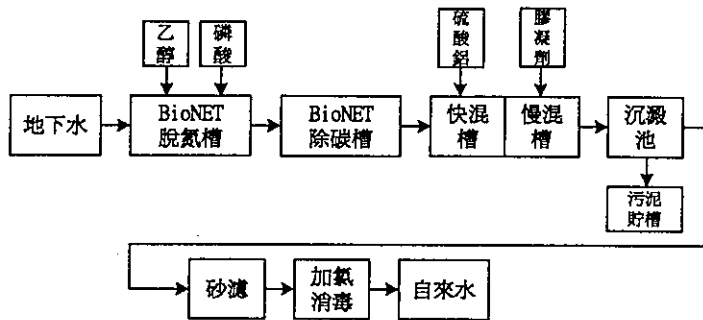 乙
醇
磷
酸
硫
酸
鋁
膠
凝
劑
地下水
BioNET
脫氮槽
BioNET
除碳槽
快混
槽
慢混
槽
沉澱
池
污泥
貯槽
砂濾
加氯
消毒
自來水